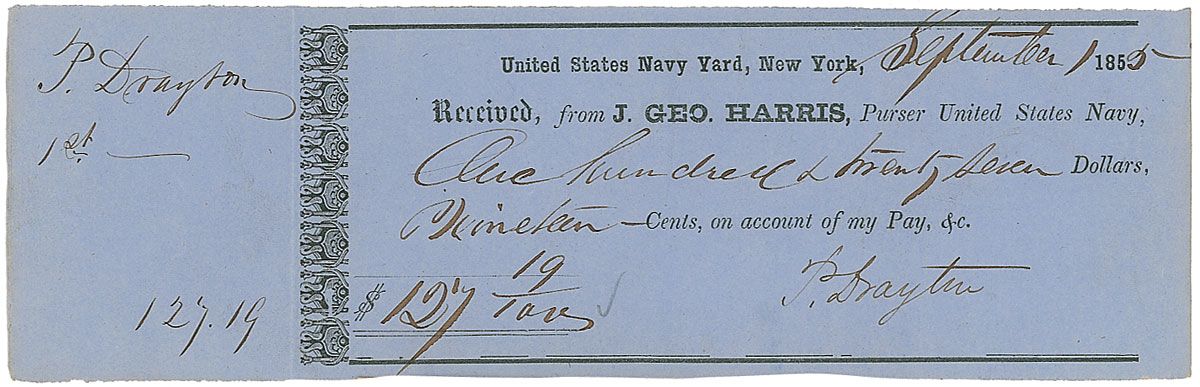 P. Drayton
1st
127.19
United States Navy Yard, New York, September 1 1855
Received, from J. GEO. HARRIS, Purser United States Navy,
One hundred & twenty seven Dollars,
Nineteen Cents, on account of my Pay, &c.
$ 127 19/100
P. Drayton